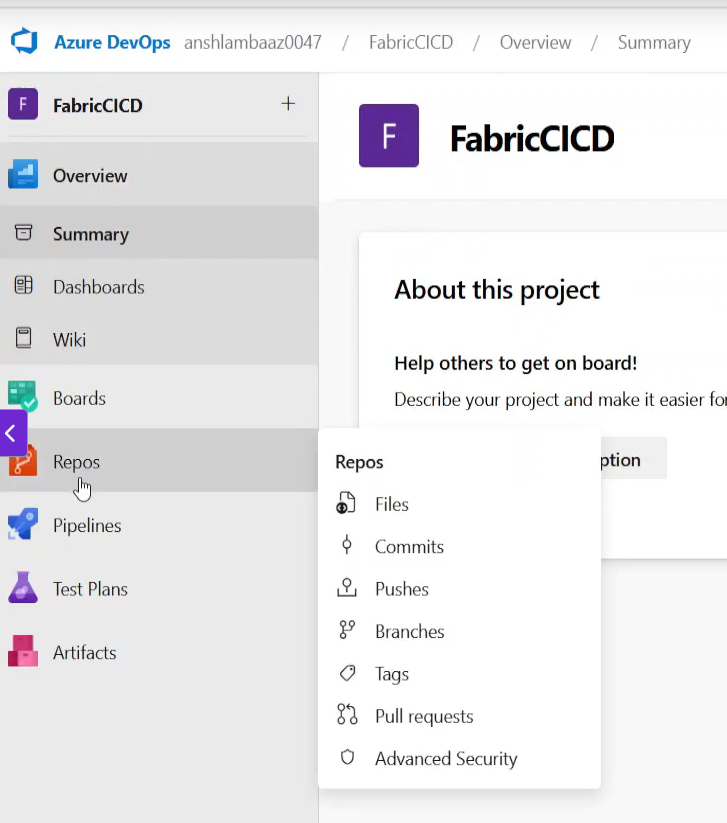 Azure DevOps anshlambaaz0047 / FabricCICD / Overview / Summary
F FabricCICD +
F FabricCICD
Overview
Summary
Dashboards
Wiki
Boards
Repos
Pipelines
Test Plans
Artifacts
About this project
Help others to get on board!
Describe your project and make it easier for
ption
Repos
Files
Commits
Pushes
Branches
Tags
Pull requests
Advanced Security